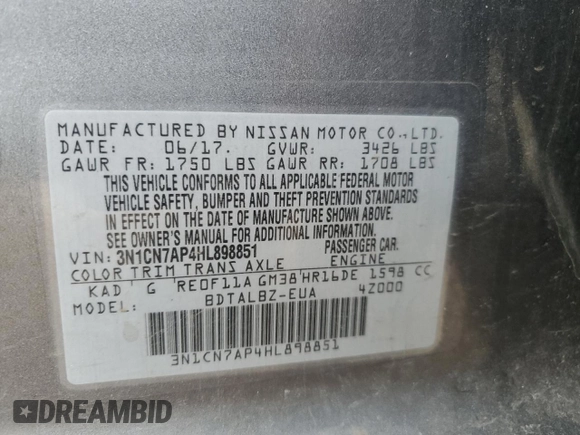 MANUFACTURED BY NISSAN MOTOR CO.,LTD.
DATE: 06/17. GVWR: 3426 LBS
GAWR FR: 1750 LBS GAWR RR: 1708 LBS
THIS VEHICLE CONFORMS TO ALL APPLICABLE FEDERAL MOTOR
VEHICLE SAFETY, BUMPER AND THEFT PREVENTION STANDARDS
IN EFFECT ON THE DATE OF MANUFACTURE SHOWN ABOVE.
SEE OWNER'S MANUAL FOR ADDITIONAL INFORMATION.
VIN: 3N1CN7AP4HL898851 PASSENGER CAR.
COLOR TRIM TRANS AXLE ENGINE
KAD G RE0F11A GM38 HR16DE 1598 CC
MODEL: BDTALBZ-EUA 4Z000
3N1CN7AP4HL898851
DREAMBID